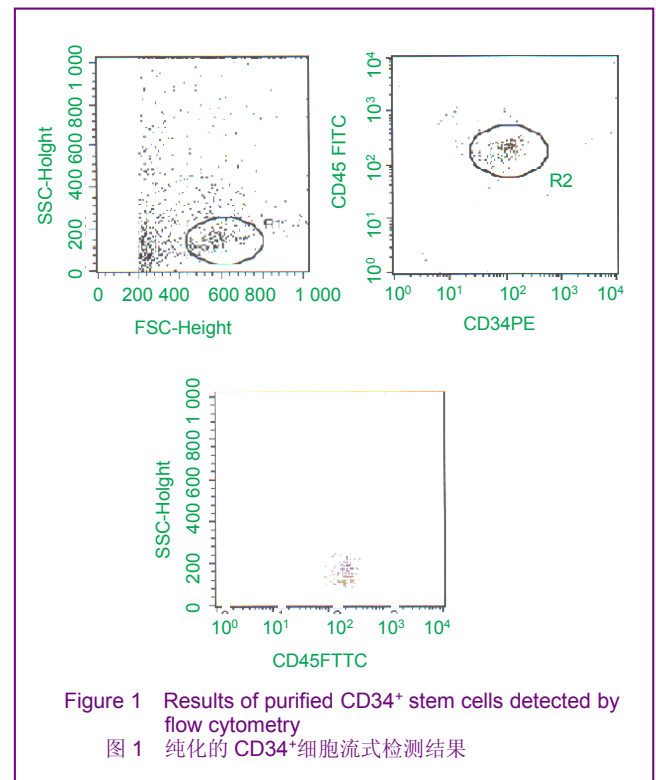 SSC-Holght
0 200 400 600 800 1 000
0 200 400 600 800 1 000
FSC-Height
CD45 FITC
10⁰ 10¹ 10² 10³ 10⁴
R2
10⁰ 10¹ 10² 10³ 10⁴
CD34PE
SSC-Holght
0 200 400 600 800 1 000
10⁰ 10¹ 10² 10³ 10⁴
CD45FTTC
Figure 1 Results of purified CD34⁺ stem cells detected by
flow cytometry
图 1 纯化的 CD34⁺细胞流式检测结果